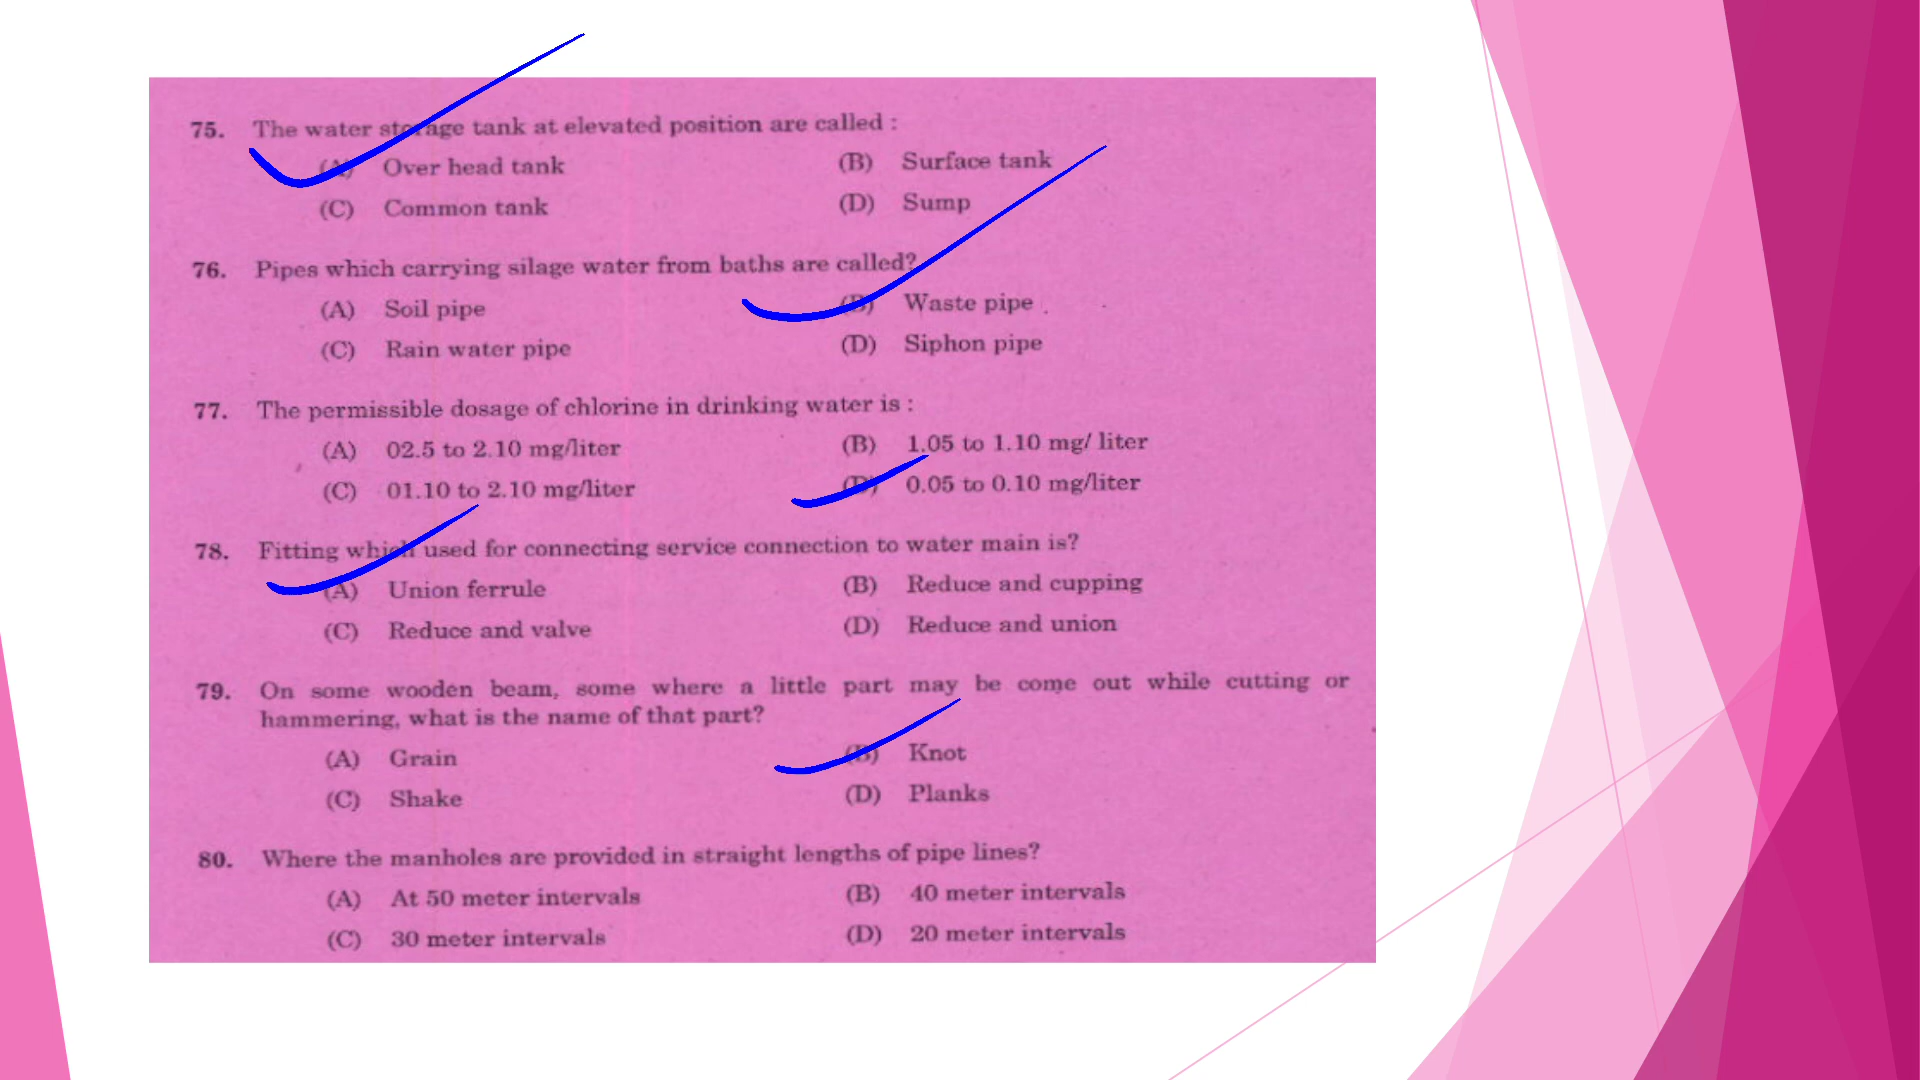 75. The water storage tank at elevated position are called :
(A) Over head tank (B) Surface tank
(C) Common tank (D) Sump
76. Pipes which carrying silage water from baths are called?
(A) Soil pipe (B) Waste pipe .
(C) Rain water pipe (D) Siphon pipe
77. The permissible dosage of chlorine in drinking water is :
(A) 02.5 to 2.10 mg/liter (B) 1.05 to 1.10 mg/ liter
(C) 01.10 to 2.10 mg/liter (D) 0.05 to 0.10 mg/liter
78. Fitting which used for connecting service connection to water main is?
(A) Union ferrule (B) Reduce and cupping
(C) Reduce and valve (D) Reduce and union
79. On some wooden beam, some where a little part may be come out while cutting or
hammering, what is the name of that part?
(A) Grain (B) Knot
(C) Shake (D) Planks
80. Where the manholes are provided in straight lengths of pipe lines?
(A) At 50 meter intervals (B) 40 meter intervals
(C) 30 meter intervals (D) 20 meter intervals